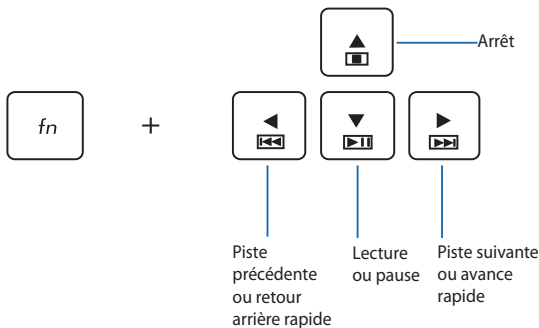 Arrêt
fn
+
Piste
précédente
ou retour
arrière rapide
Lecture
ou pause
Piste suivante
ou avance
rapide